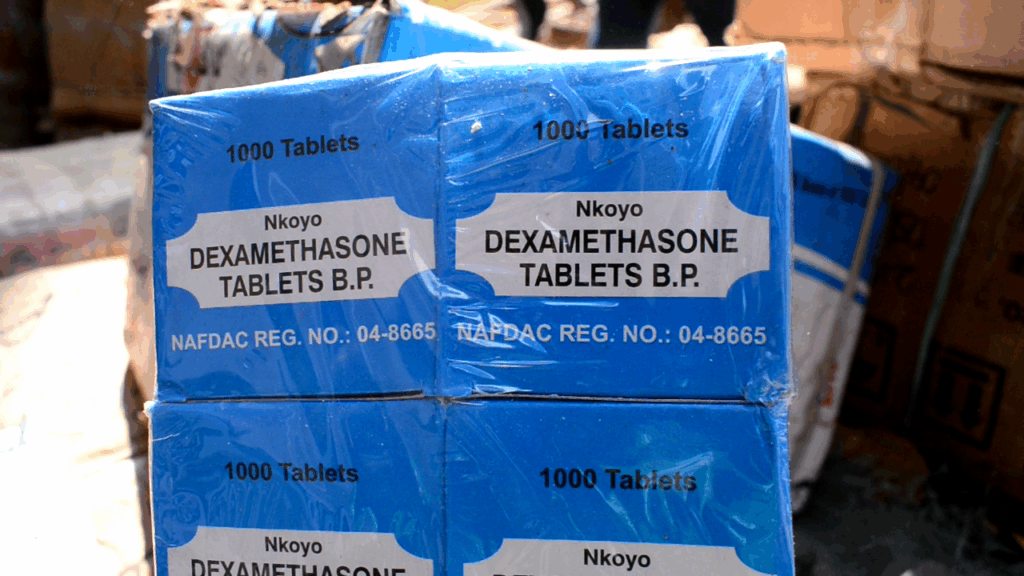 1000 Tablets
Nkoyo
DEXAMETHASONE
TABLETS B.P.
NAFDAC REG. NO.: 04-8665
1000 Tablets
Nkoyo
DEXAMETHASONE
TABLETS B.P.
NAFDAC REG. NO.: 04-8665
1000 Tablets
Nkoyo
DEXAMETHASONE
1000 Tablets
Nkoyo